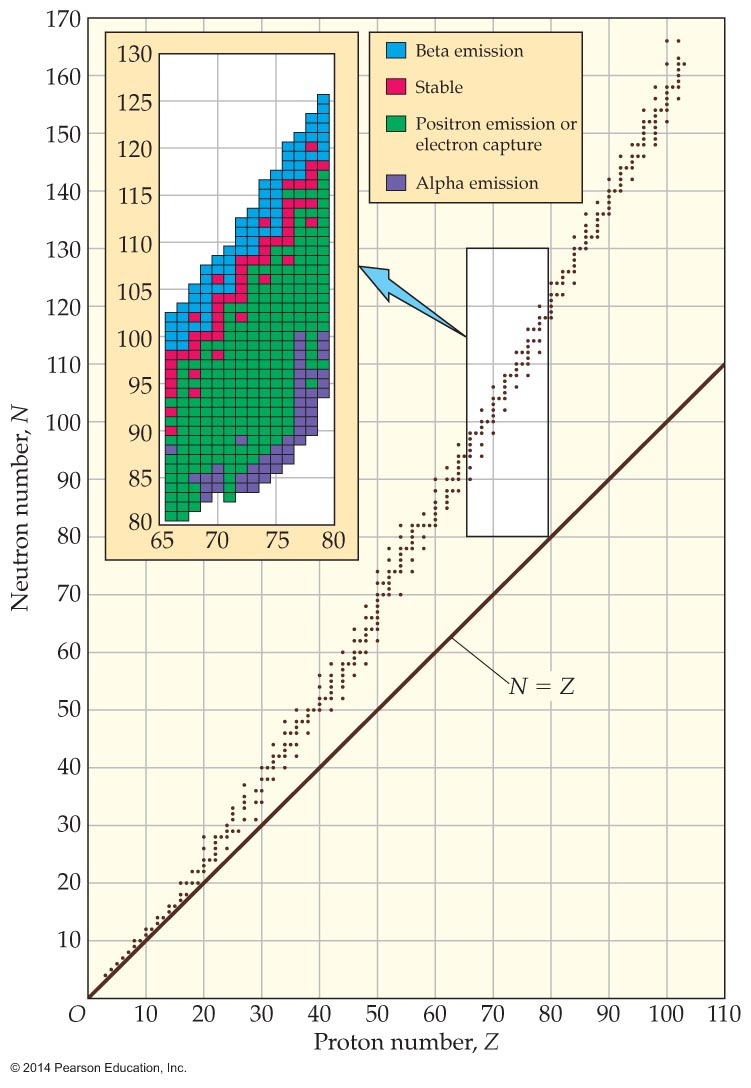 170
160
150
140
130
120
110
100
90
80
70
60
50
40
30
20
10
O
10 20 30 40 50 60 70 80 90 100 110
Neutron number, N
Proton number, Z
130
125
120
115
110
105
100
95
90
85
80
65 70 75 80
Beta emission
Stable
Positron emission or
electron capture
Alpha emission
N = Z
© 2014 Pearson Education, Inc.